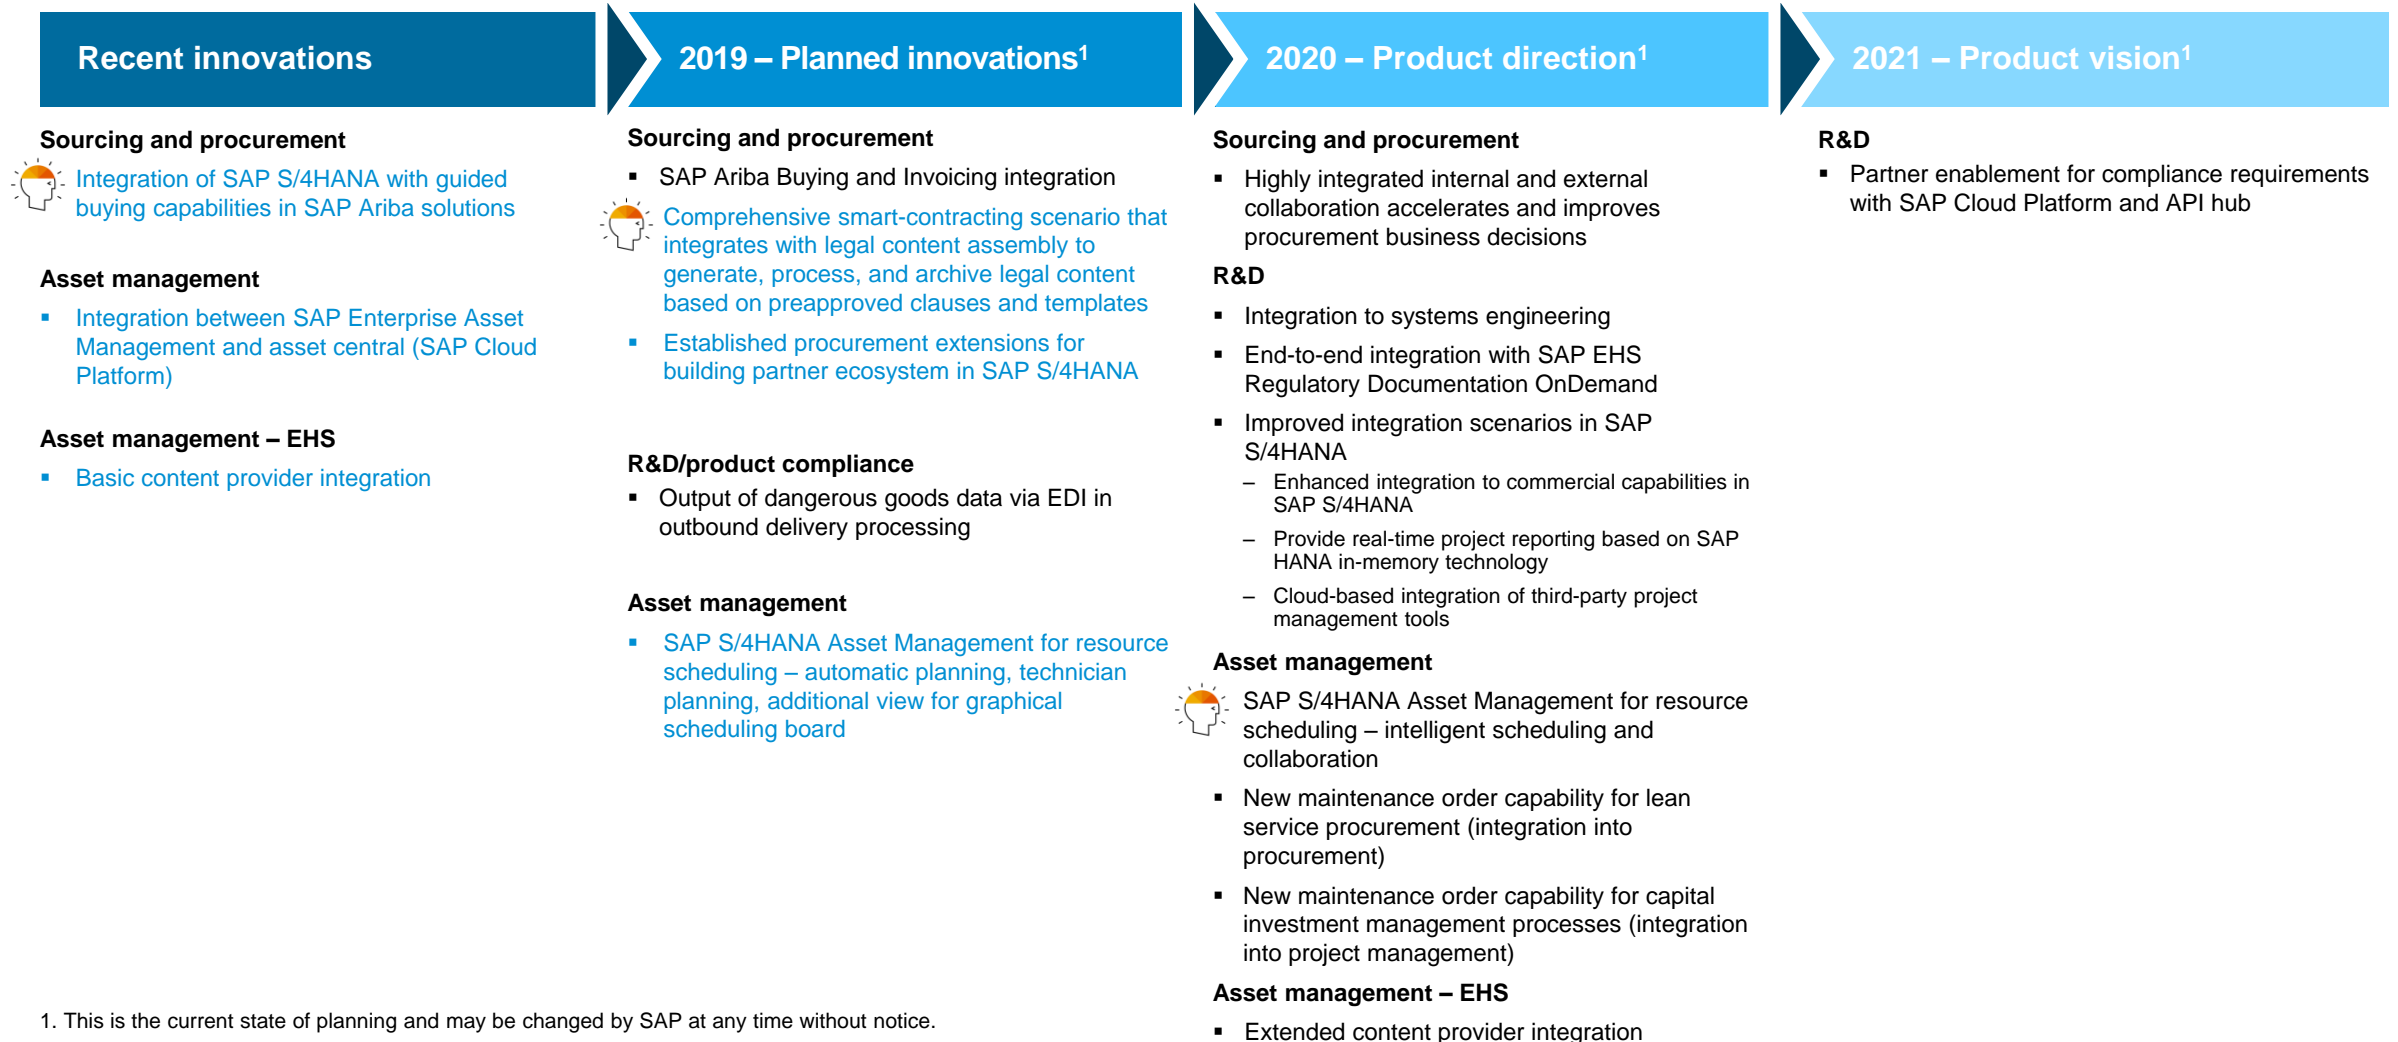 Recent innovations
Sourcing and procurement
Integration of SAP S/4HANA with guided
buying capabilities in SAP Ariba solutions
Asset management
▪ Integration between SAP Enterprise Asset
Management and asset central (SAP Cloud
Platform)
Asset management – EHS
▪ Basic content provider integration
2019 – Planned innovations¹
Sourcing and procurement
▪ SAP Ariba Buying and Invoicing integration
Comprehensive smart-contracting scenario that
integrates with legal content assembly to
generate, process, and archive legal content
based on preapproved clauses and templates
▪ Established procurement extensions for
building partner ecosystem in SAP S/4HANA
R&D/product compliance
▪ Output of dangerous goods data via EDI in
outbound delivery processing
Asset management
▪ SAP S/4HANA Asset Management for resource
scheduling – automatic planning, technician
planning, additional view for graphical
scheduling board
2020 – Product direction¹
Sourcing and procurement
▪ Highly integrated internal and external
collaboration accelerates and improves
procurement business decisions
R&D
▪ Integration to systems engineering
▪ End-to-end integration with SAP EHS
Regulatory Documentation OnDemand
▪ Improved integration scenarios in SAP
S/4HANA
– Enhanced integration to commercial capabilities in
SAP S/4HANA
– Provide real-time project reporting based on SAP
HANA in-memory technology
– Cloud-based integration of third-party project
management tools
Asset management
SAP S/4HANA Asset Management for resource
scheduling – intelligent scheduling and
collaboration
▪ New maintenance order capability for lean
service procurement (integration into
procurement)
▪ New maintenance order capability for capital
investment management processes (integration
into project management)
Asset management – EHS
▪ Extended content provider integration
2021 – Product vision¹
R&D
▪ Partner enablement for compliance requirements
with SAP Cloud Platform and API hub
1. This is the current state of planning and may be changed by SAP at any time without notice.